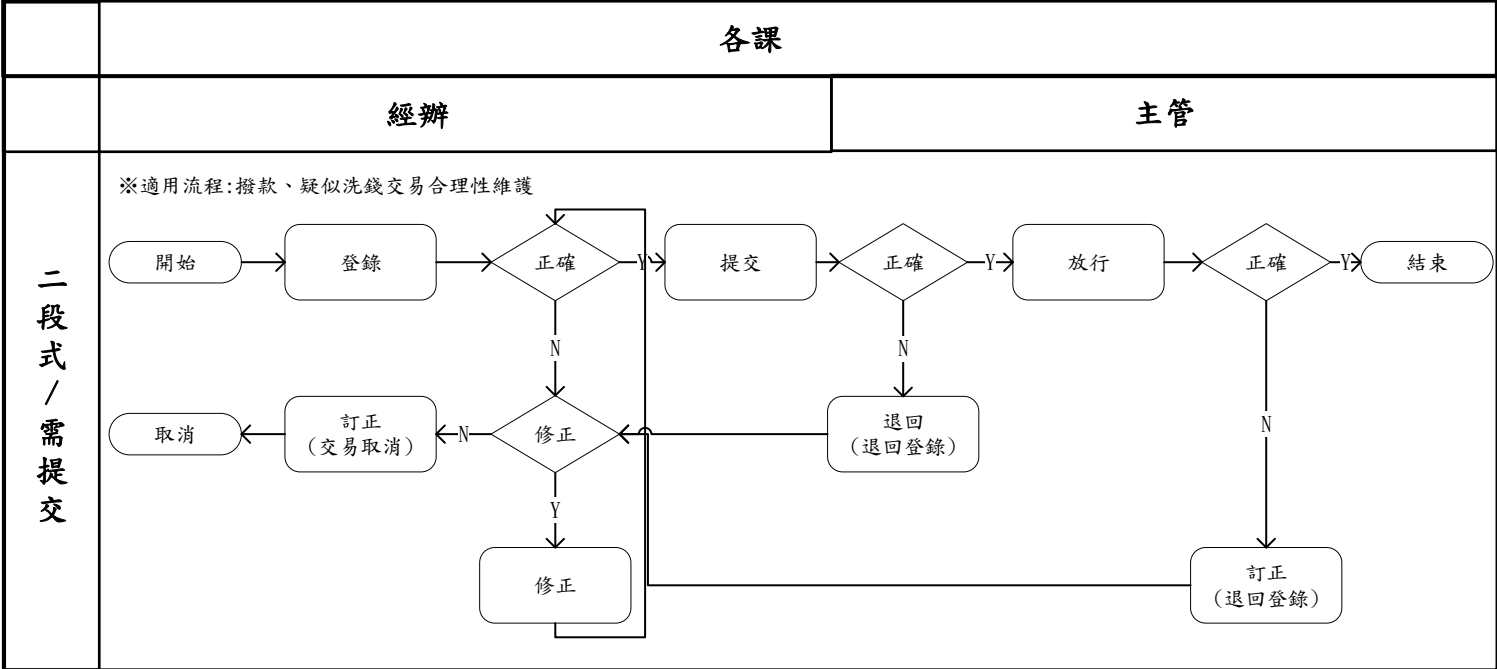 各課
經辦
主管
二段式/需提交
※適用流程:撥款、疑似洗錢交易合理性維護
開始
登錄
正確
Y
提交
正確
Y
放行
正確
Y
結束
N
N
N
取消
訂正
(交易取消)
N
修正
退回
(退回登錄)
Y
修正
訂正
(退回登錄)